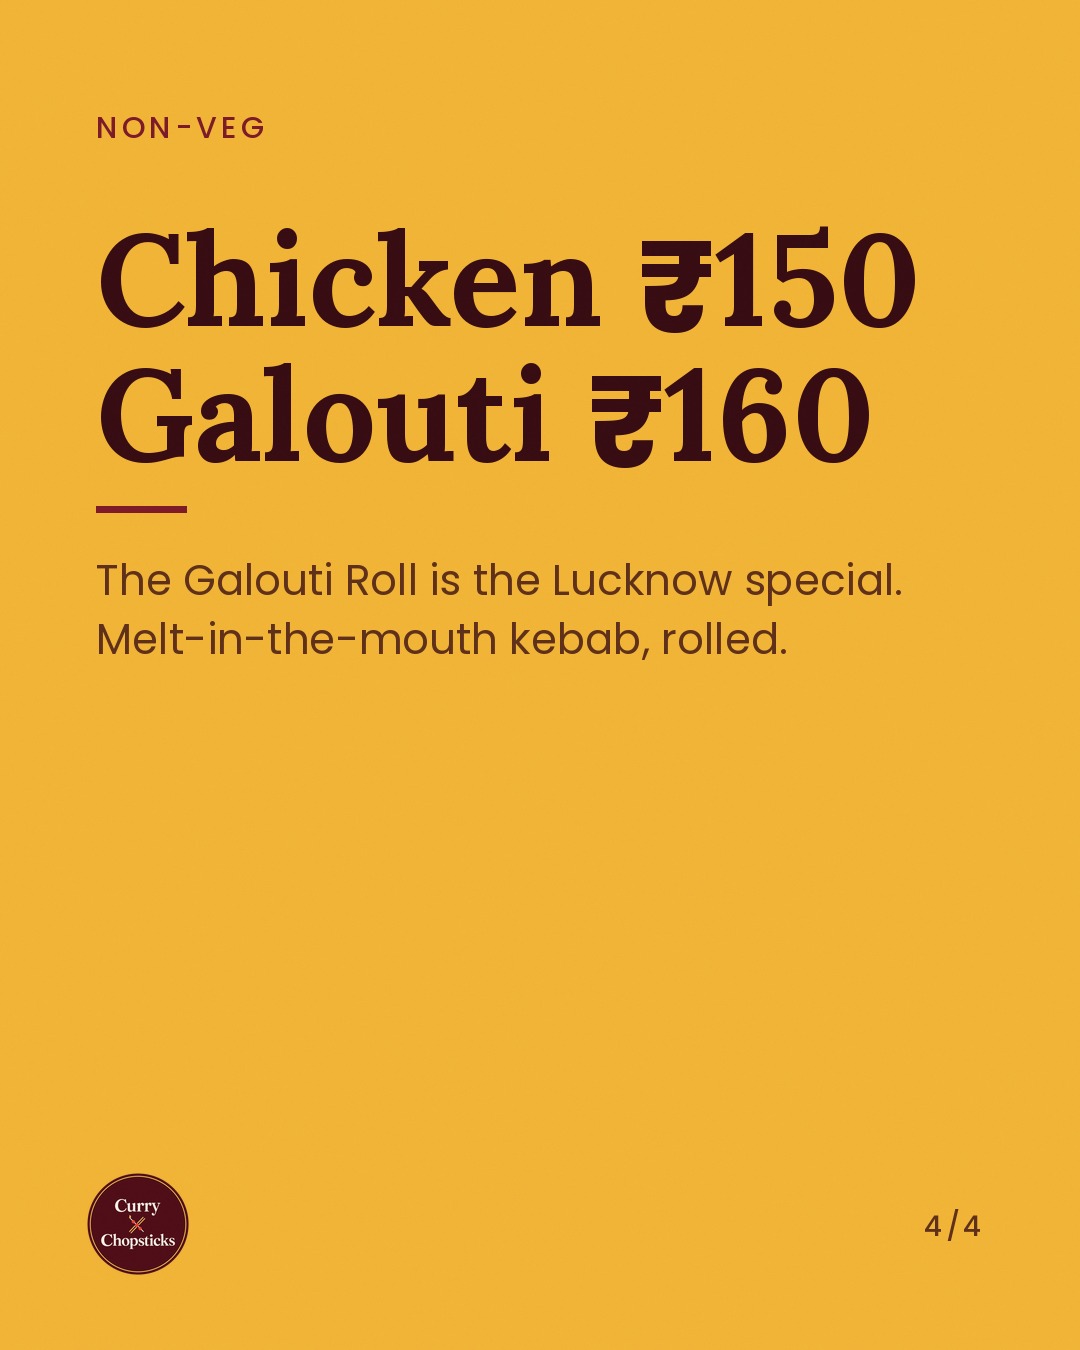 NON-VEG
Chicken ₹150
Galouti ₹160
The Galouti Roll is the Lucknow special.
Melt-in-the-mouth kebab, rolled.
Curry
Chopsticks
4/4